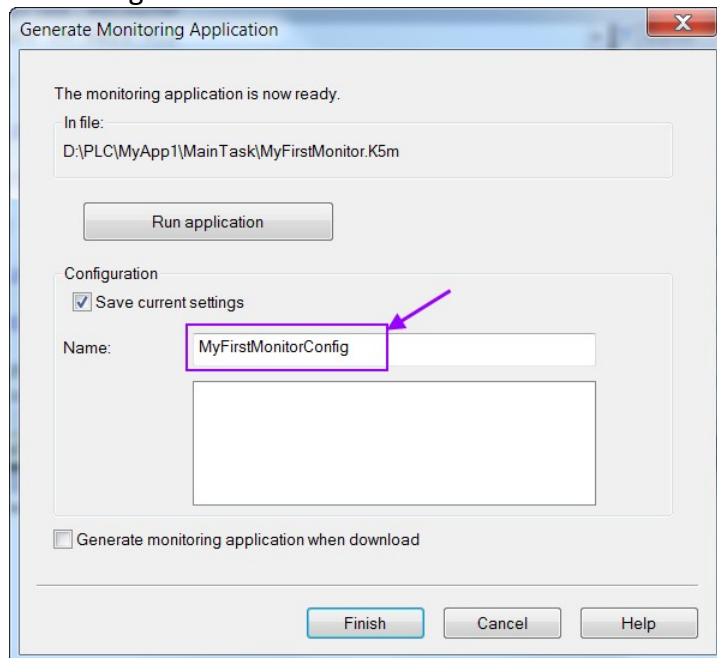 Generate Monitoring Application
X
The monitoring application is now ready.
In file:
D:\PLC\MyApp1\MainTask\MyFirstMonitor.K5m
Run application
Configuration
Save current settings
Name: MyFirstMonitorConfig
Generate monitoring application when download
Finish Cancel Help